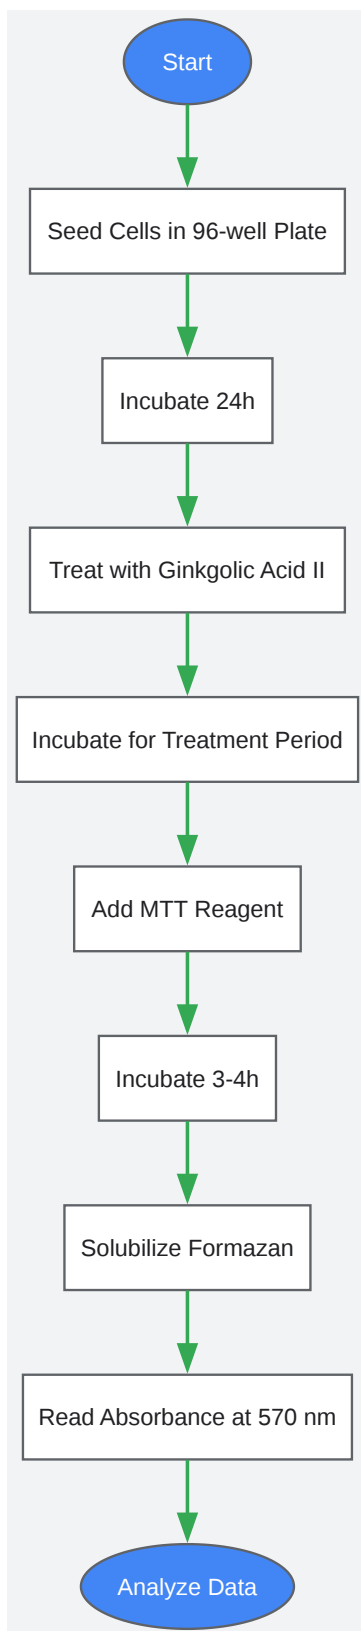 Start
Seed Cells in 96-well Plate
Incubate 24h
Treat with Ginkgolic Acid II
Incubate for Treatment Period
Add MTT Reagent
Incubate 3-4h
Solubilize Formazan
Read Absorbance at 570 nm
Analyze Data